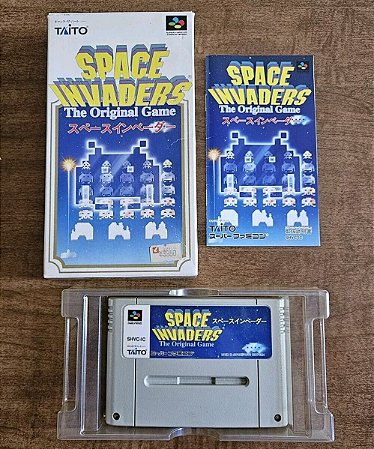 TAITO
SPACE
INVADERS
The Original Game
スペースインベーダー
SPACE
INVADERS
The Original Game
スペースインベーダー
TAITO
スーパーファミコン
SHVC-IC
TAITO
SPACE
INVADERS
The Original Game
スペースインベーダー